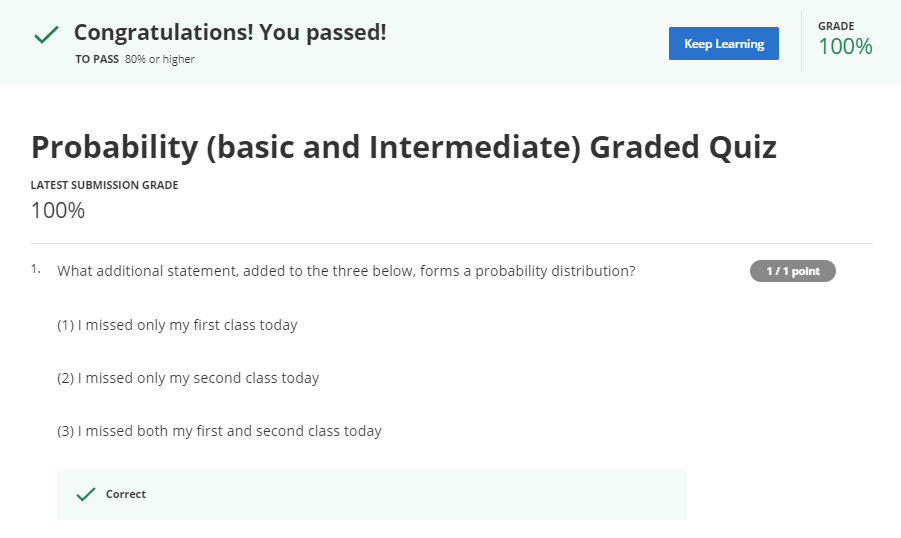 Congratulations! You passed!
TO PASS 80% or higher
Keep Learning
GRADE
100%
Probability (basic and Intermediate) Graded Quiz
LATEST SUBMISSION GRADE
100%
1. What additional statement, added to the three below, forms a probability distribution?
1 / 1 point
(1) I missed only my first class today
(2) I missed only my second class today
(3) I missed both my first and second class today
Correct